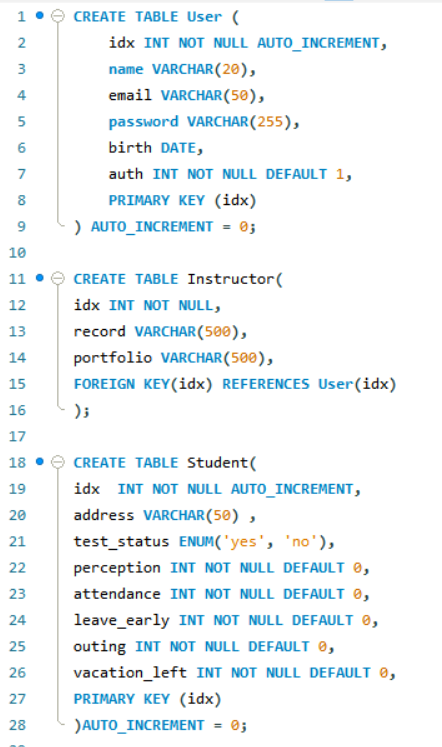 1 CREATE TABLE User (
2 idx INT NOT NULL AUTO_INCREMENT,
3 name VARCHAR(20),
4 email VARCHAR(50),
5 password VARCHAR(255),
6 birth DATE,
7 auth INT NOT NULL DEFAULT 1,
8 PRIMARY KEY (idx)
9 ) AUTO_INCREMENT = 0;
10
11 CREATE TABLE Instructor(
12 idx INT NOT NULL,
13 record VARCHAR(500),
14 portfolio VARCHAR(500),
15 FOREIGN KEY(idx) REFERENCES User(idx)
16 );
17
18 CREATE TABLE Student(
19 idx  INT NOT NULL AUTO_INCREMENT,
20 address VARCHAR(50) ,
21 test_status ENUM('yes', 'no'),
22 perception INT NOT NULL DEFAULT 0,
23 attendance INT NOT NULL DEFAULT 0,
24 leave_early INT NOT NULL DEFAULT 0,
25 outing INT NOT NULL DEFAULT 0,
26 vacation_left INT NOT NULL DEFAULT 0,
27 PRIMARY KEY (idx)
28 )AUTO_INCREMENT = 0;